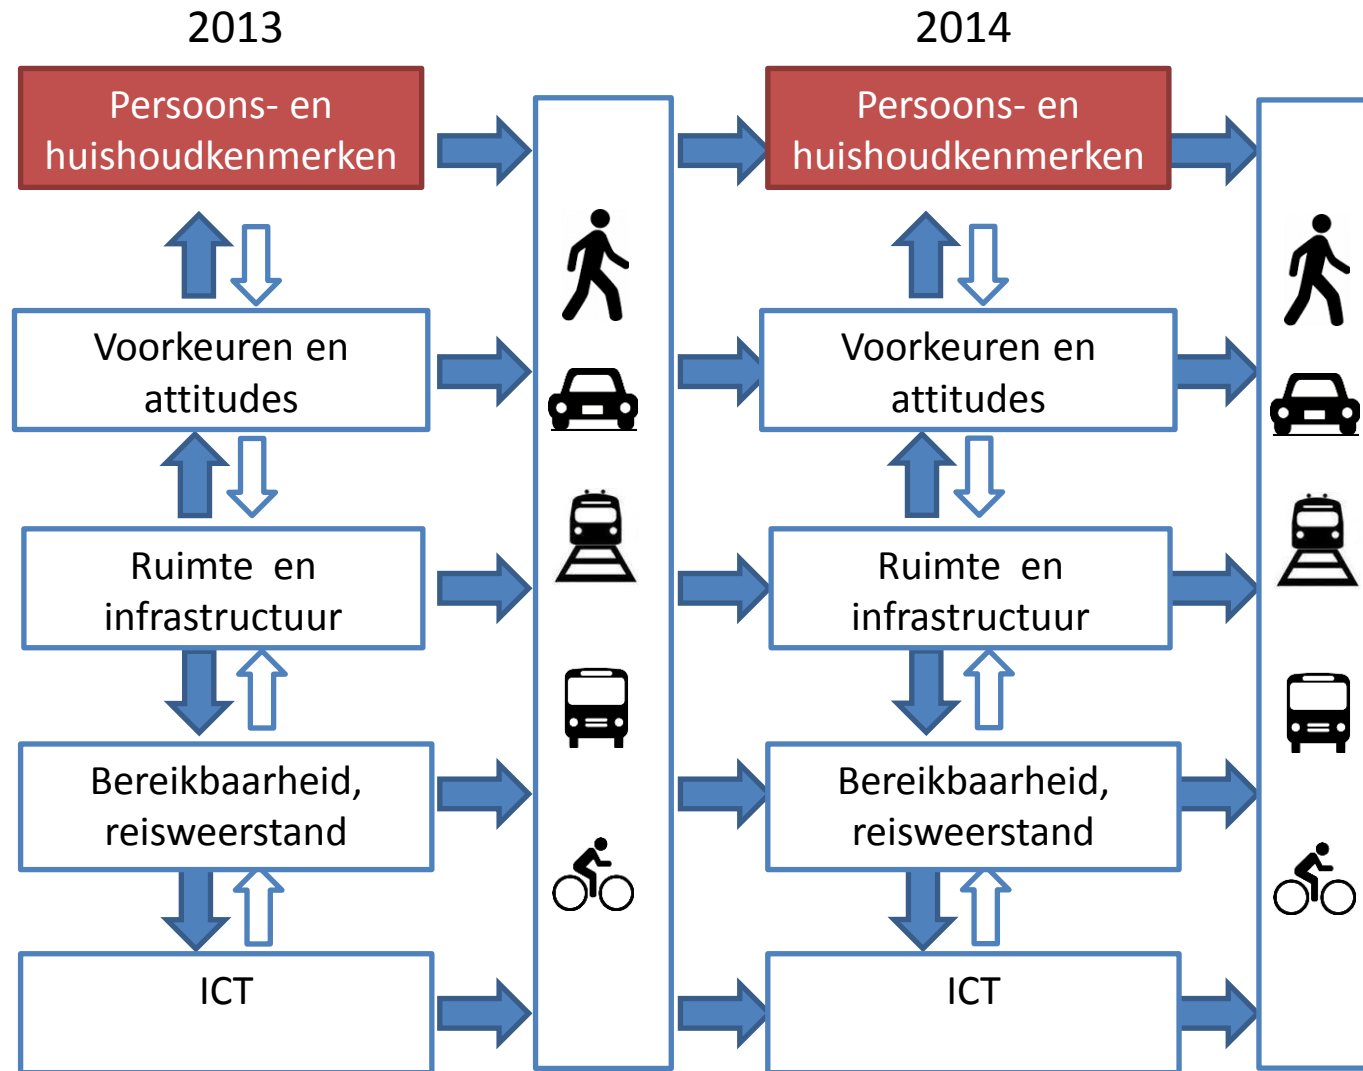 2013
Persoons- en
huishoudkenmerken
Voorkeuren en
attitudes
Ruimte en
infrastructuur
Bereikbaarheid,
reisweerstand
ICT
2014
Persoons- en
huishoudkenmerken
Voorkeuren en
attitudes
Ruimte en
infrastructuur
Bereikbaarheid,
reisweerstand
ICT